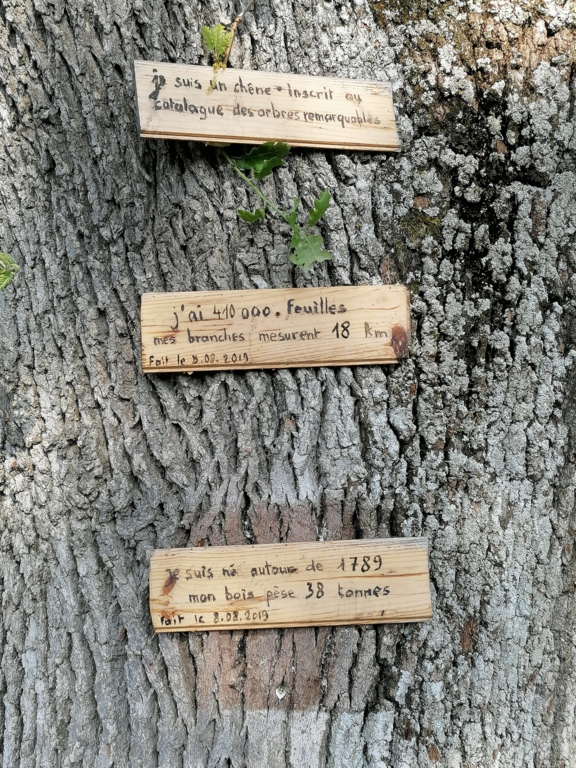 je suis un chêne - Inscrit au
catalogue des arbres remarquables
j'ai 410 000. feuilles
mes branches mesurent 18 Km
Fait le 8.08.2019
je suis né autour de 1789
mon bois pèse 38 tonnes
Fait le 8.08.2019